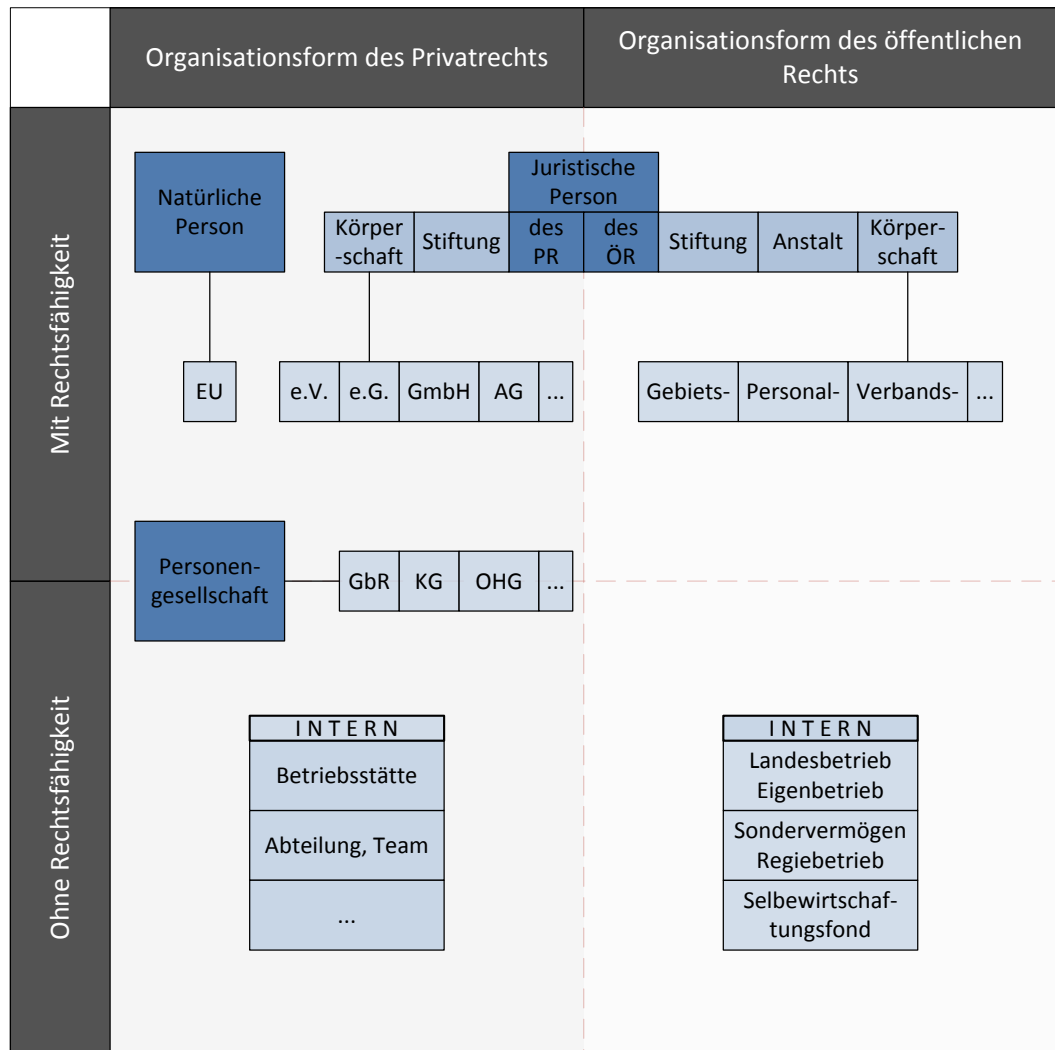 Organisationsform des Privatrechts
Organisationsform des öffentlichen
Rechts
Mit Rechtsfähigkeit
Natürliche
Person
Juristische
Person
Körper
-schaft
Stiftung
des
PR
des
ÖR
Stiftung
Anstalt
Körper-
schaft
EU
e.V.
e.G.
GmbH
AG
...
Gebiets-
Personal-
Verbands-
...
Personen-
gesellschaft
GbR
KG
OHG
...
Ohne Rechtsfähigkeit
INTERN
Betriebsstätte
Abteilung, Team
...
INTERN
Landesbetrieb
Eigenbetrieb
Sondervermögen
Regiebetrieb
Selbewirtschaf-
tungsfond